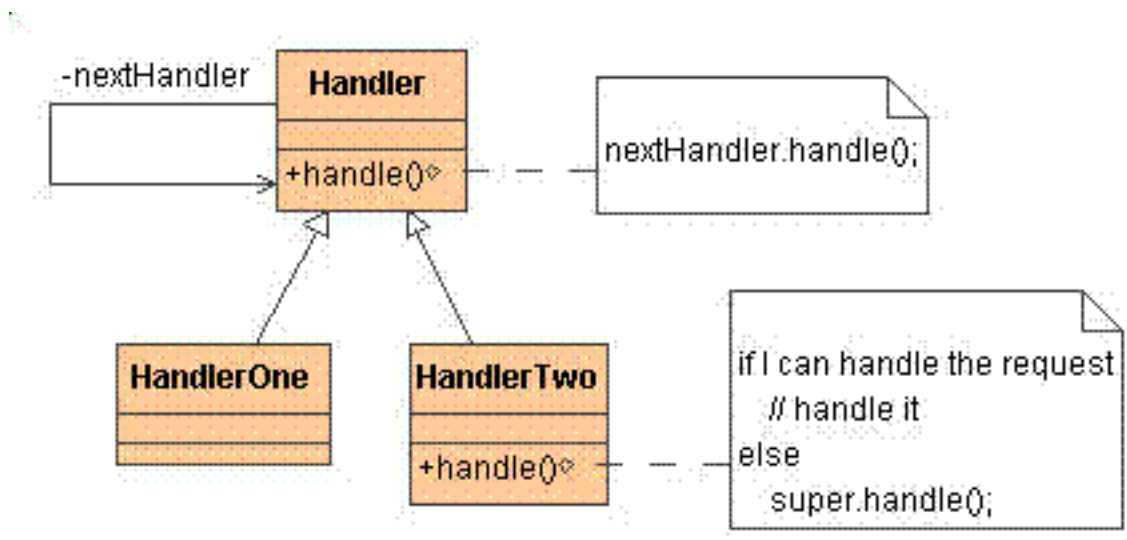 -nextHandler
Handler
+handle()
nextHandler.handle();
HandlerOne
HandlerTwo
+handle()
if I can handle the request
// handle it
else
super.handle();